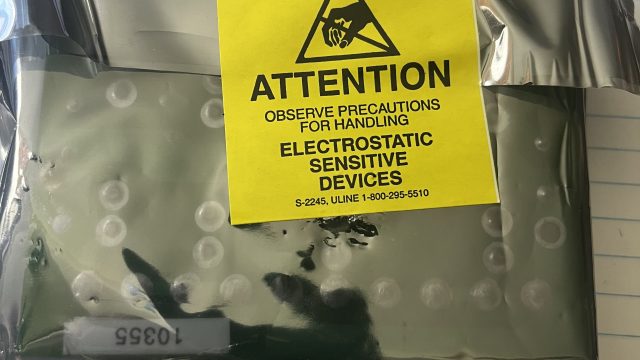 ATTENTION
OBSERVE PRECAUTIONS
FOR HANDLING
ELECTROSTATIC
SENSITIVE
DEVICES
S-2245, ULINE 1-800-295-5510
10355